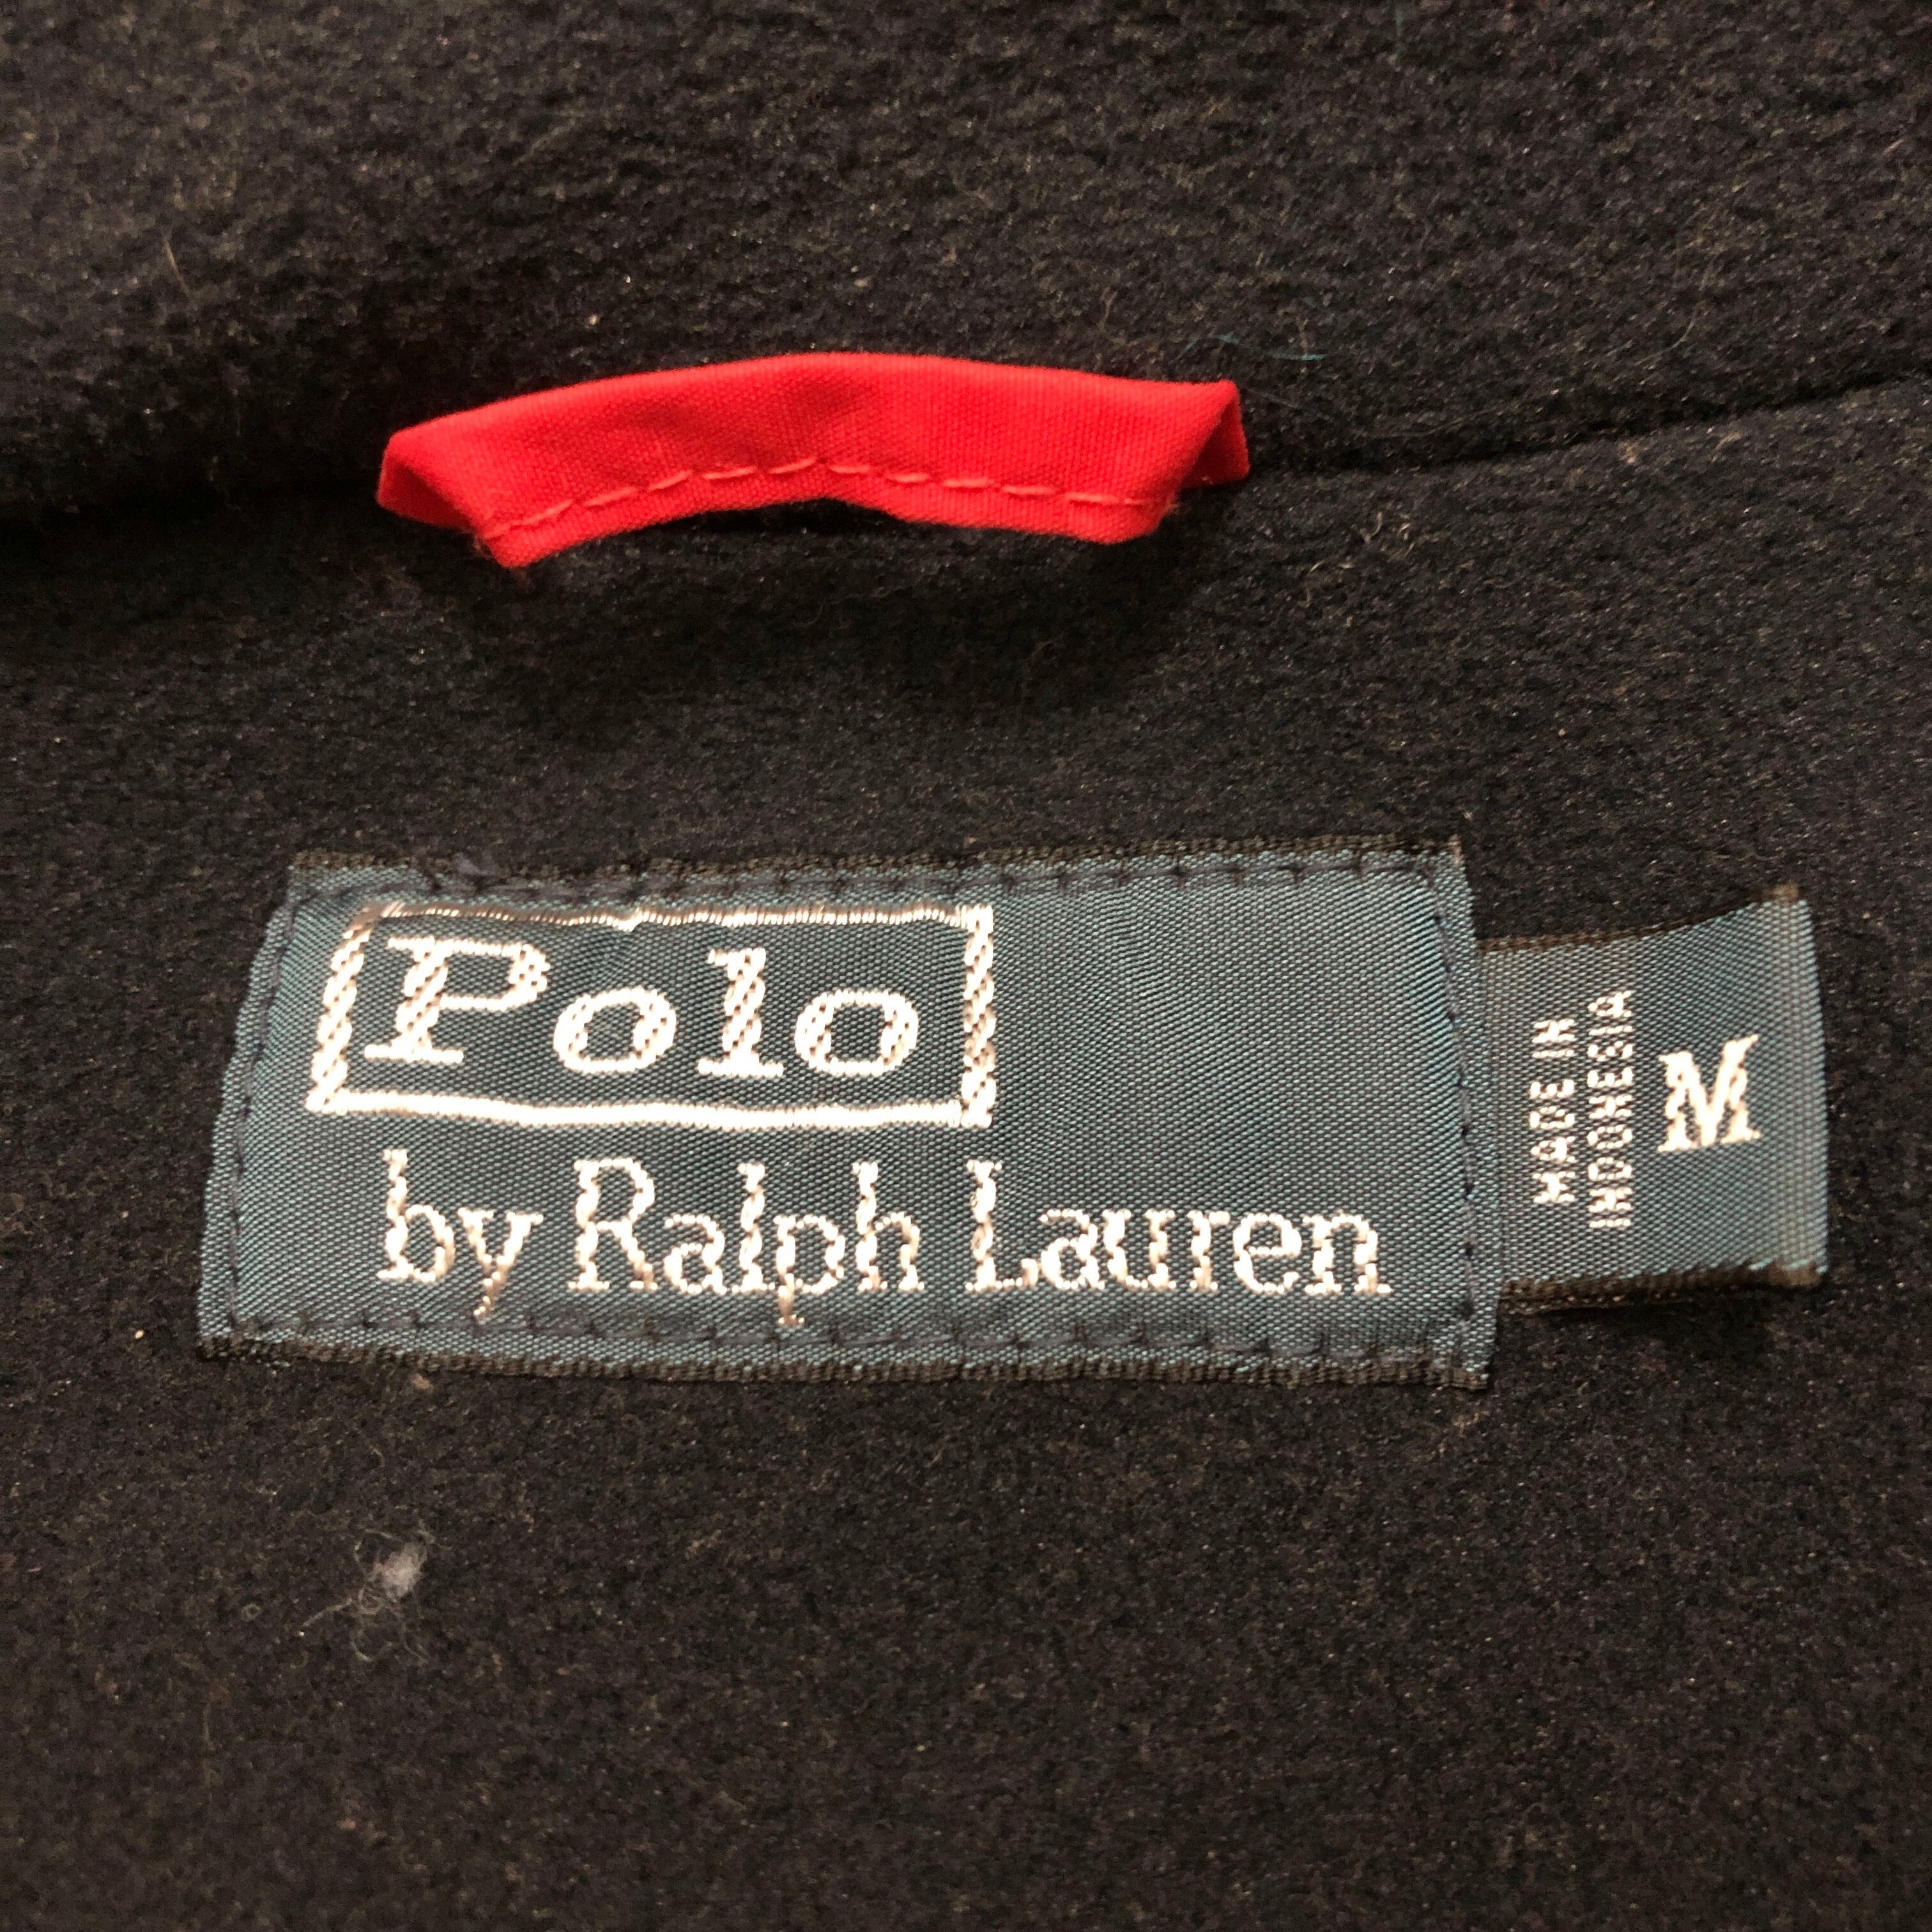 Polo
by Ralph Lauren
MADE IN
INDONESIA
M